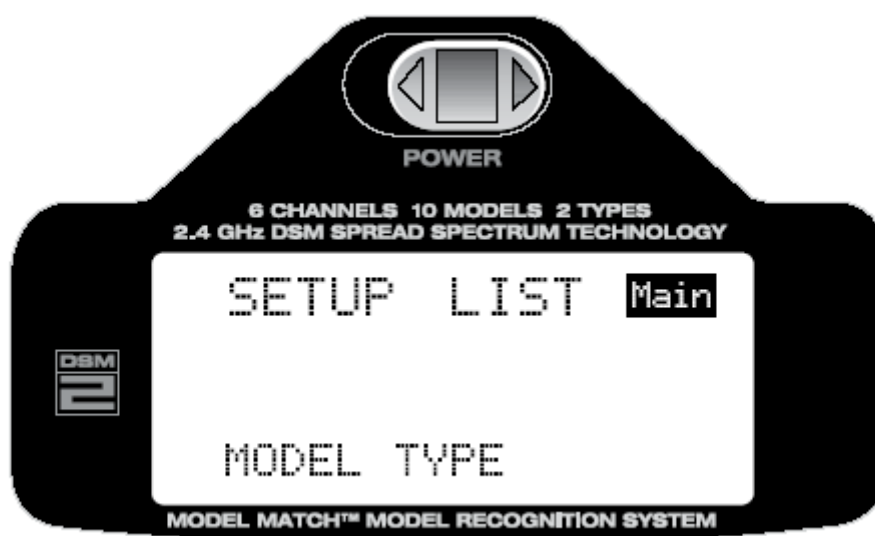 POWER
6 CHANNELS 10 MODELS 2 TYPES
2.4 GHz DSM SPREAD SPECTRUM TECHNOLOGY
SETUP LIST Main
DSM
2
MODEL TYPE
MODEL MATCH™ MODEL RECOGNITION SYSTEM